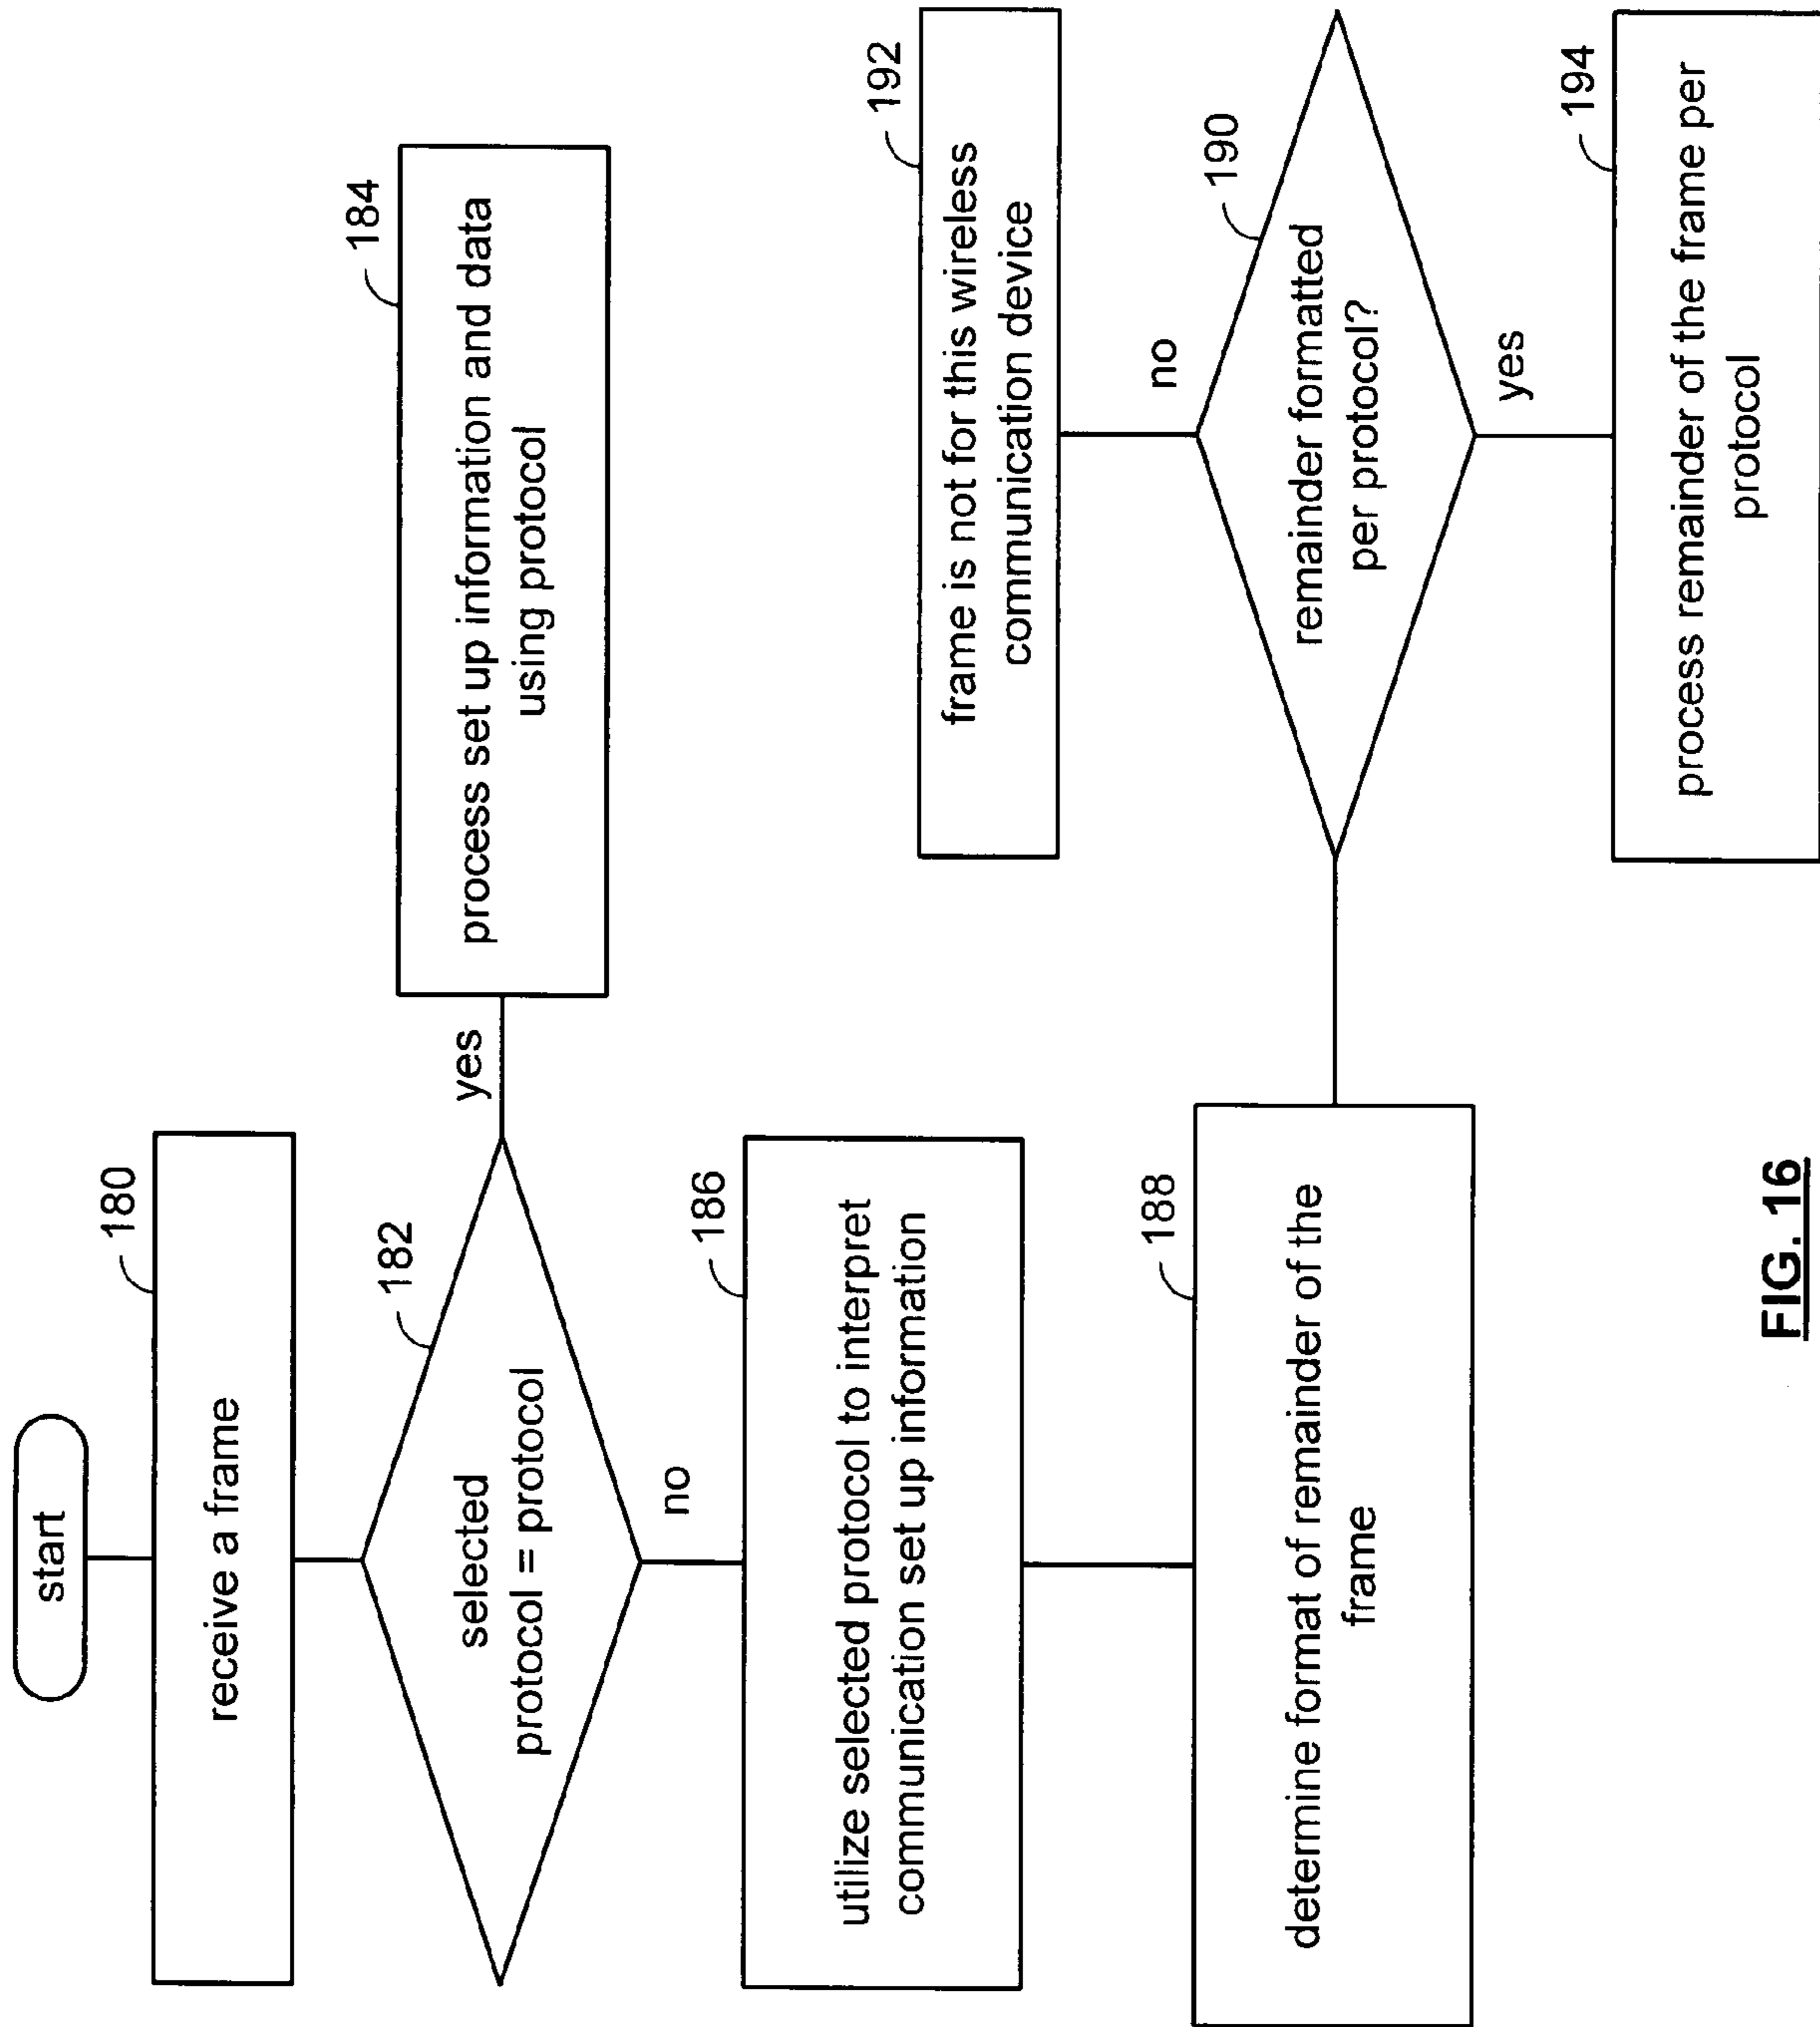 start
180
receive a frame
182
selected
protocol = protocol
yes
184
process set up information and data
using protocol
no
186
utilize selected protocol to interpret
communication set up information
188
determine format of remainder of the
frame
190
remainder formatted
per protocol?
no
192
frame is not for this wireless
communication device
yes
194
process remainder of the frame per
protocol
FIG. 16